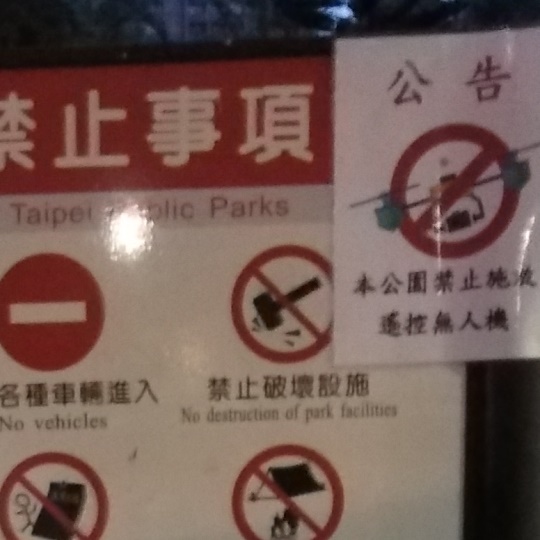 禁止事項
Taipei Public Parks
公告
本公園禁止施放
遙控無人機
各種車輛進入
No vehicles
禁止破壞設施
No destruction of park facilities